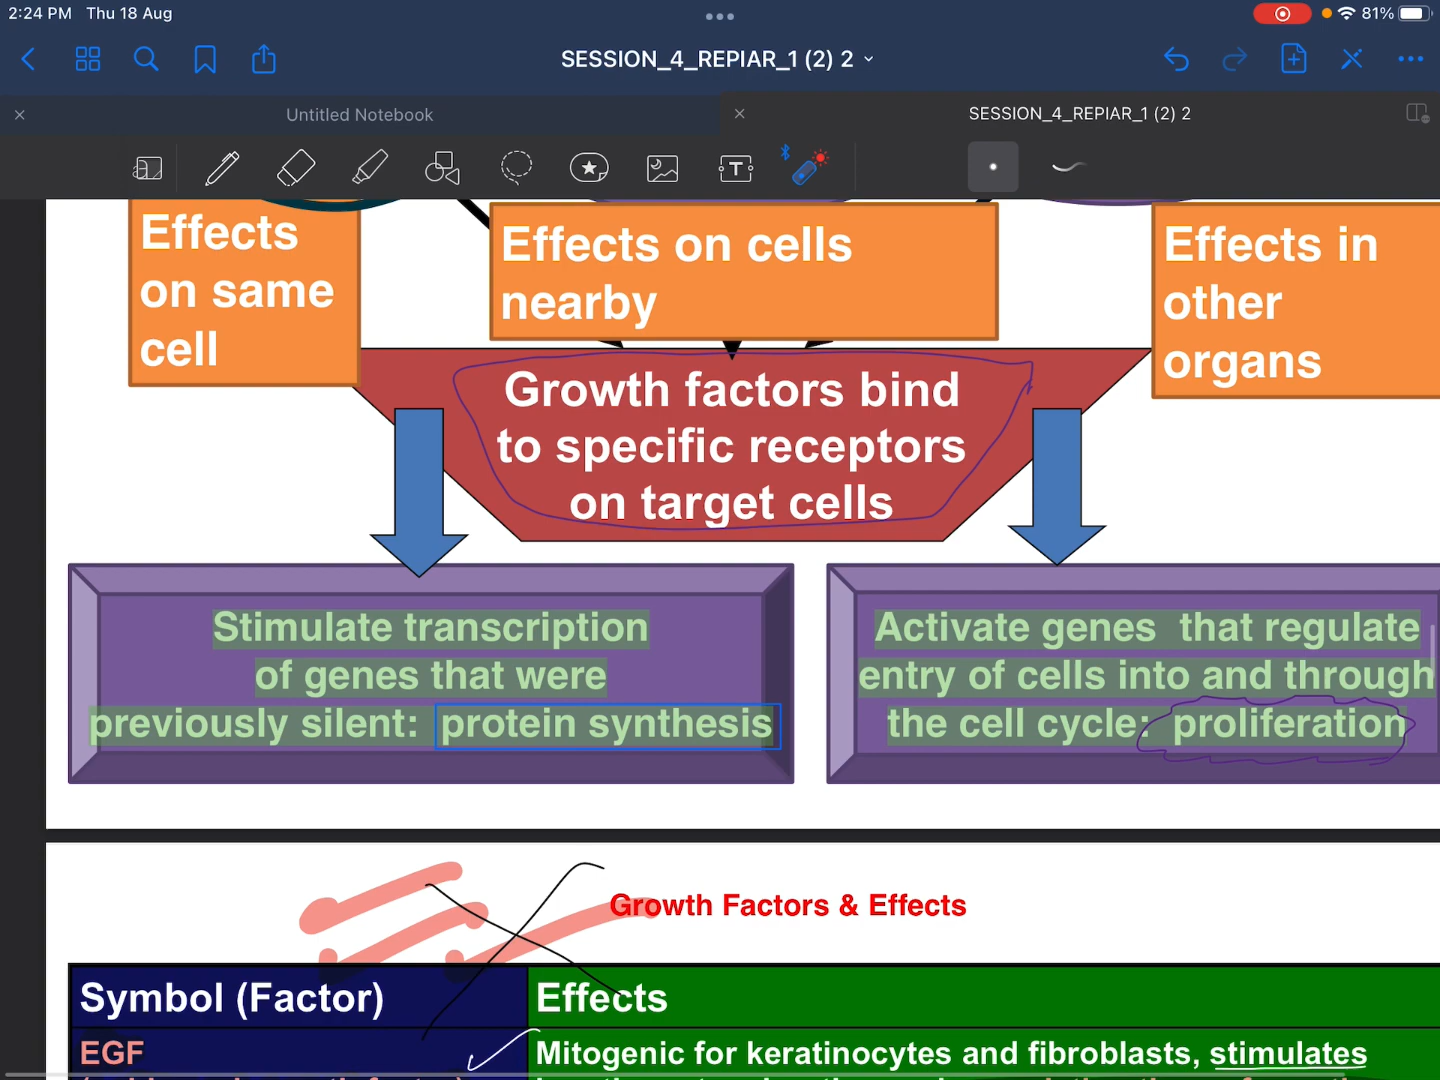 2:24 PM Thu 18 Aug
81%
SESSION_4_REPIAR_1 (2) 2
Untitled Notebook
SESSION_4_REPIAR_1 (2) 2
Effects
on same
cell
Effects on cells
nearby
Effects in
other
organs
Growth factors bind
to specific receptors
on target cells
Stimulate transcription
of genes that were
previously silent: protein synthesis
Activate genes that regulate
entry of cells into and through
the cell cycle: proliferation
Growth Factors & Effects
Symbol (Factor)
Effects
EGF
Mitogenic for keratinocytes and fibroblasts, stimulates